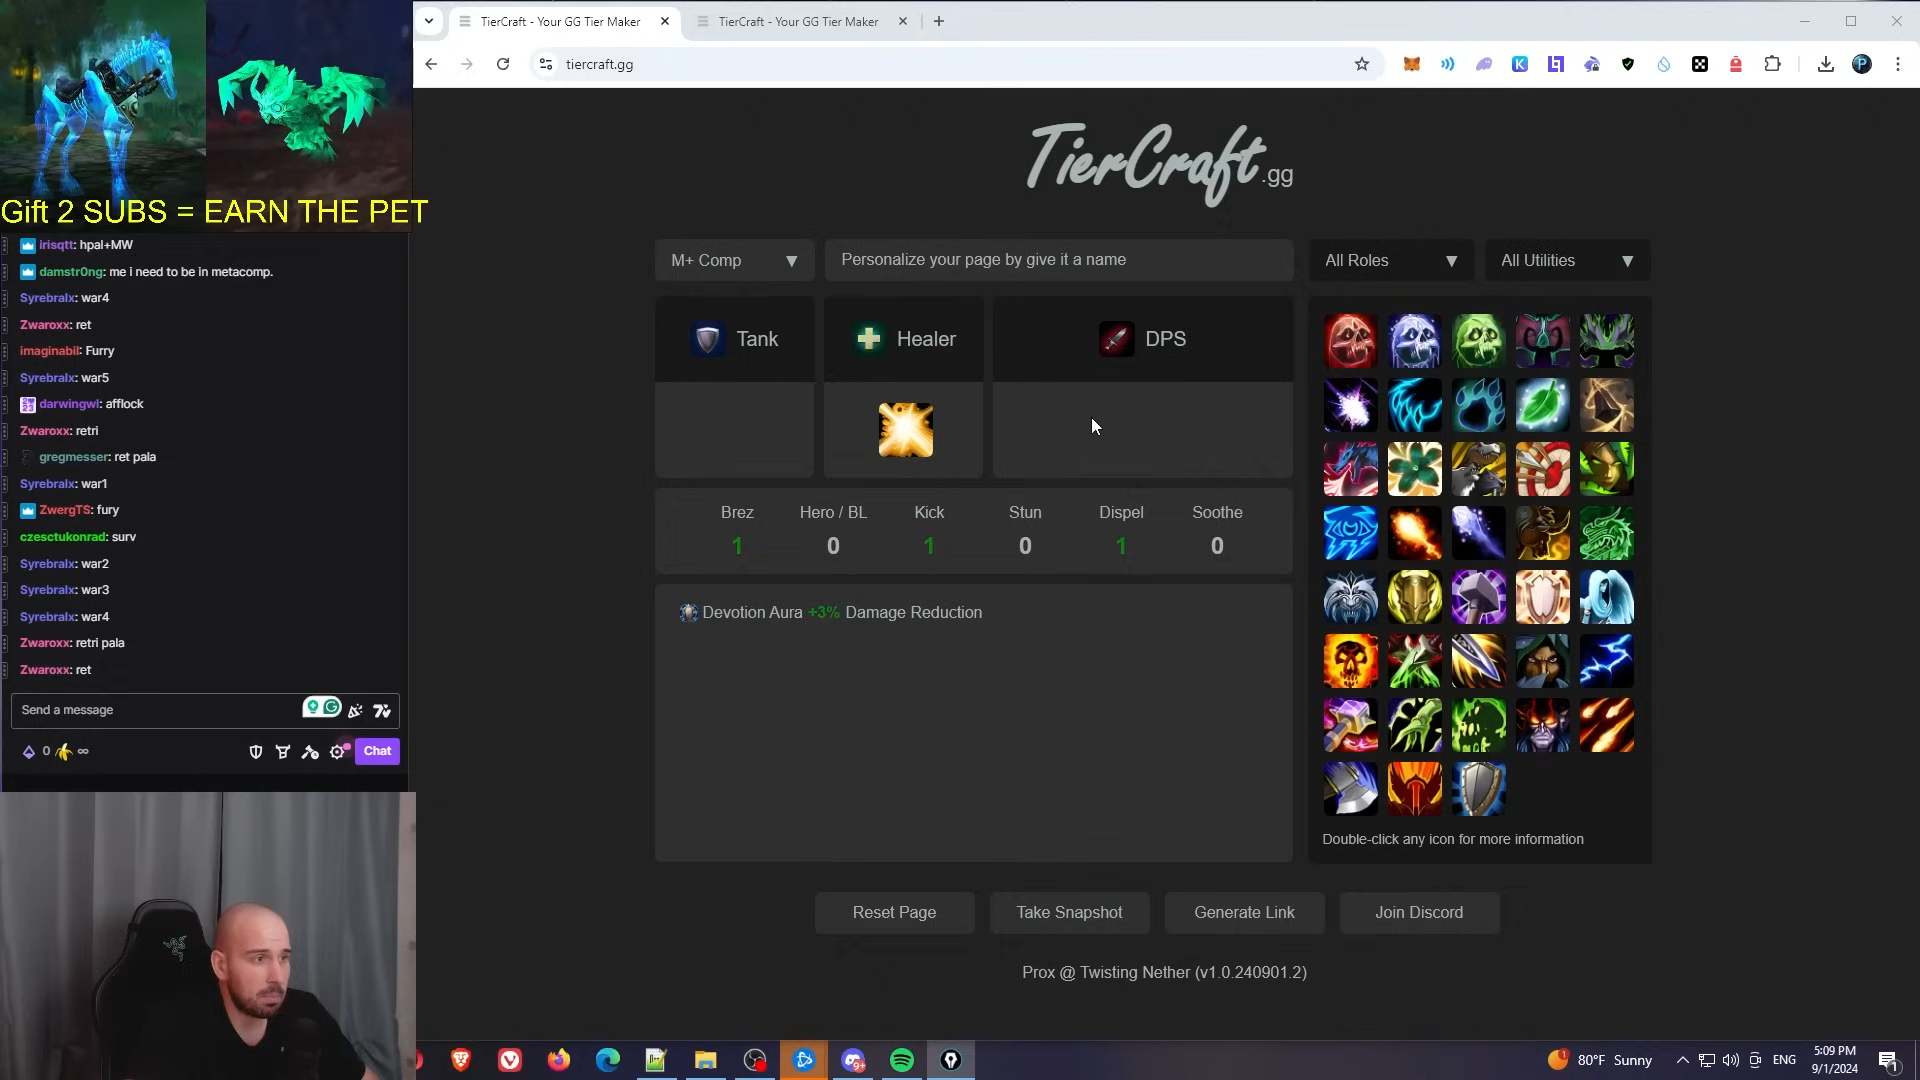 Gift 2 SUBS = EARN THE PET
irisqtt: hpal+MW
damstr0ng: me i need to be in metacomp.
Syrebralx: war4
Zwaroxx: ret
imaginabil: Furry
Syrebralx: war5
darwingwl: afflock
Zwaroxx: retri
gregmesser: ret pala
Syrebralx: war1
ZwergTS: fury
czesctukonrad: surv
Syrebralx: war2
Syrebralx: war3
Syrebralx: war4
Zwaroxx: retri pala
Zwaroxx: ret
Send a message
0 ∞
Chat
TierCraft - Your GG Tier Maker
TierCraft - Your GG Tier Maker
tiercraft.gg
TierCraft.gg
M+ Comp
Personalize your page by give it a name
All Roles
All Utilities
Tank
Healer
DPS
Brez Hero / BL Kick Stun Dispel Soothe
1 0 1 0 1 0
Devotion Aura +3% Damage Reduction
Double-click any icon for more information
Reset Page
Take Snapshot
Generate Link
Join Discord
Prox @ Twisting Nether (v1.0.240901.2)
80°F Sunny
ENG
5:09 PM
9/1/2024